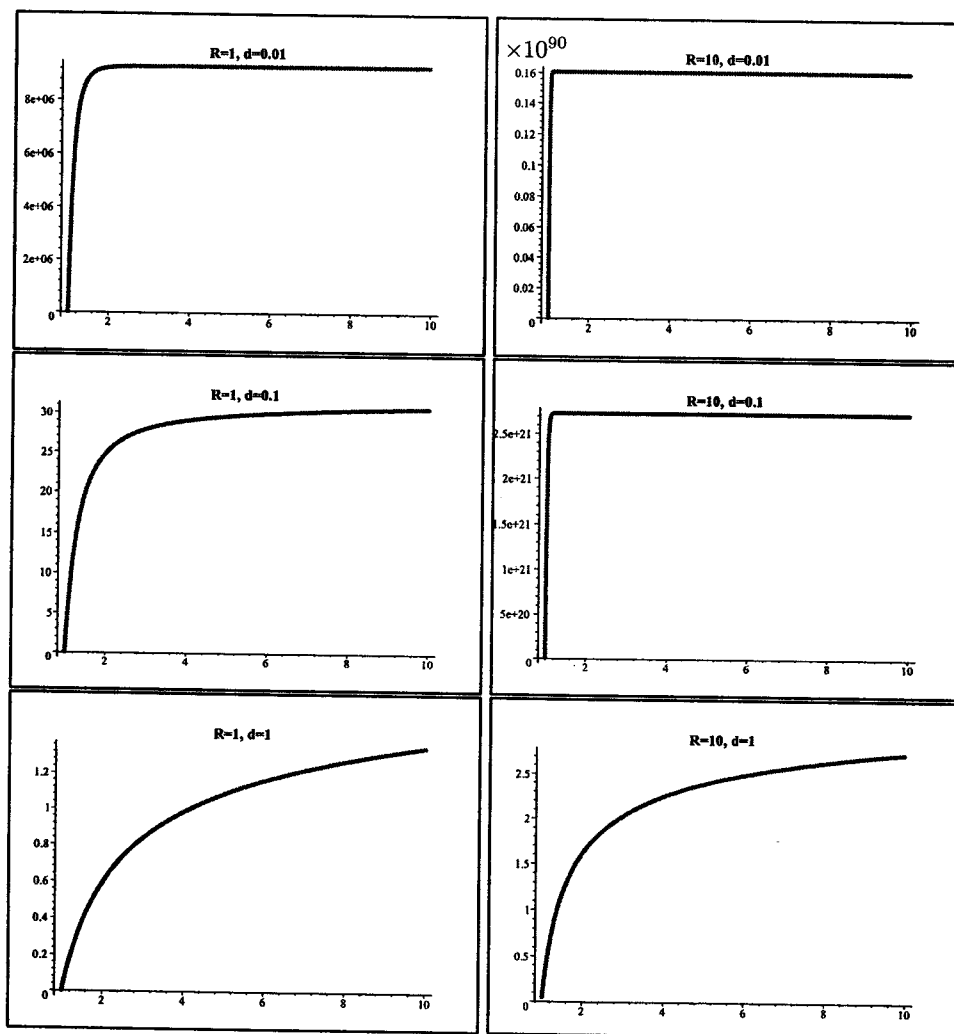 R=1, d=0.01
8e+06
6e+06
4e+06
2e+06
0
2 4 6 8 10
×10^90
R=10, d=0.01
0.16
0.14
0.12
0.1
0.08
0.06
0.04
0.02
0
2 4 6 8 10
R=1, d=0.1
30
25
20
15
10
5
0
2 4 6 8 10
R=10, d=0.1
2.5e+21
2e+21
1.5e+21
1e+21
5e+20
0
2 4 6 8 10
R=1, d=1
1.2
1
0.8
0.6
0.4
0.2
0
2 4 6 8 10
R=10, d=1
2.5
2
1.5
1
0.5
0
2 4 6 8 10